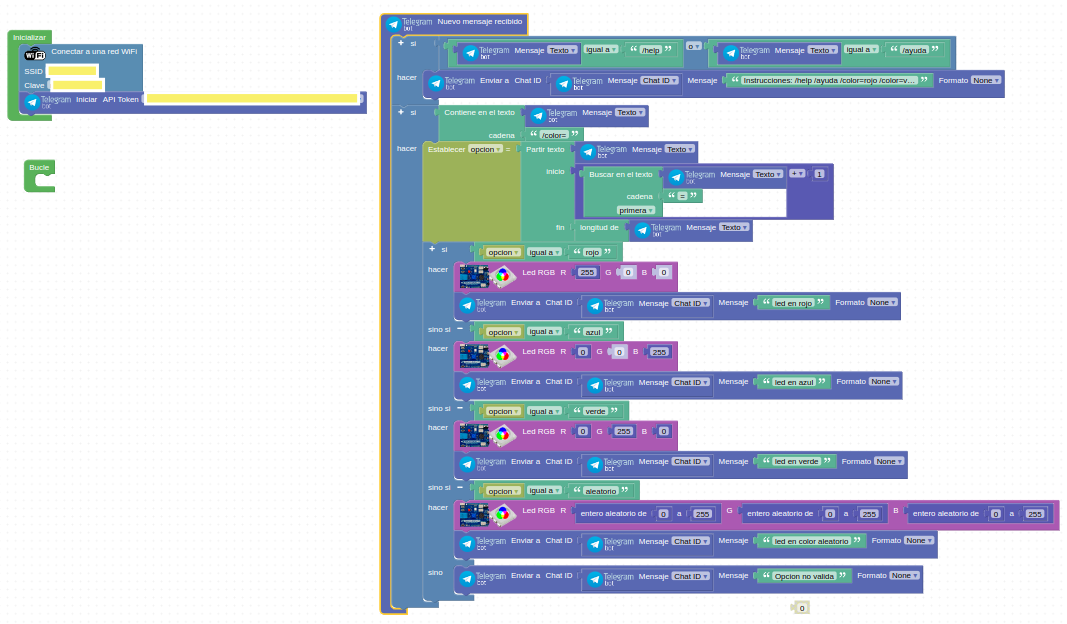 Inicializar
WiFi Conectar a una red WiFi
SSID
Clave
Telegram bot Iniciar API Token
Bucle
Telegram bot Nuevo mensaje recibido
+ si Telegram bot Mensaje Texto igual a “ /help ” o Telegram bot Mensaje Texto igual a “ /ayuda ”
hacer Telegram bot Enviar a Chat ID Telegram bot Mensaje Chat ID Mensaje “ Instrucciones: /help /ayuda /color=rojo /color=v... ” Formato None
+ si Contiene en el texto Telegram bot Mensaje Texto
cadena “ /color= ”
hacer Establecer opcion = Partir texto Telegram bot Mensaje Texto
inicio Buscar en el texto Telegram bot Mensaje Texto + 1
cadena “ = ”
primera
fin longitud de Telegram bot Mensaje Texto
+ si opcion igual a “ rojo ”
hacer Led RGB R 255 G 0 B 0
Telegram bot Enviar a Chat ID Telegram bot Mensaje Chat ID Mensaje “ led en rojo ” Formato None
sino si − opcion igual a “ azul ”
hacer Led RGB R 0 G 0 B 255
Telegram bot Enviar a Chat ID Telegram bot Mensaje Chat ID Mensaje “ led en azul ” Formato None
sino si − opcion igual a “ verde ”
hacer Led RGB R 0 G 255 B 0
Telegram bot Enviar a Chat ID Telegram bot Mensaje Chat ID Mensaje “ led en verde ” Formato None
sino si − opcion igual a “ aleatorio ”
hacer Led RGB R entero aleatorio de 0 a 255 G entero aleatorio de 0 a 255 B entero aleatorio de 0 a 255
Telegram bot Enviar a Chat ID Telegram bot Mensaje Chat ID Mensaje “ led en color aleatorio ” Formato None
sino Telegram bot Enviar a Chat ID Telegram bot Mensaje Chat ID Mensaje “ Opcion no valida ” Formato None
0